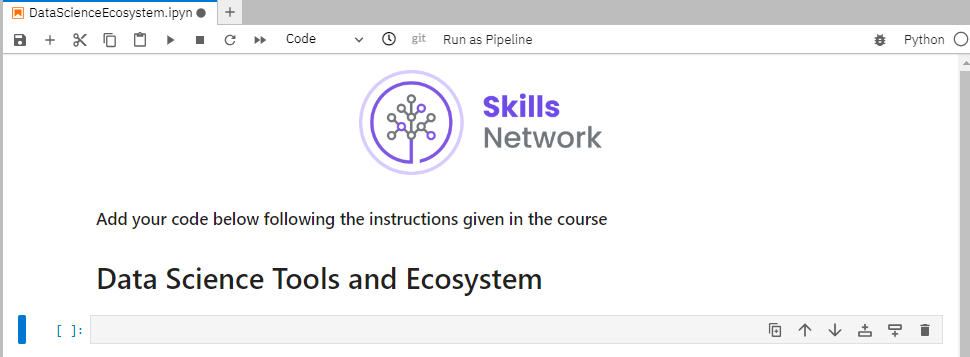 DataScienceEcosystem.ipyn
Code git Run as Pipeline Python
Skills
Network
Add your code below following the instructions given in the course
Data Science Tools and Ecosystem
[ ]: